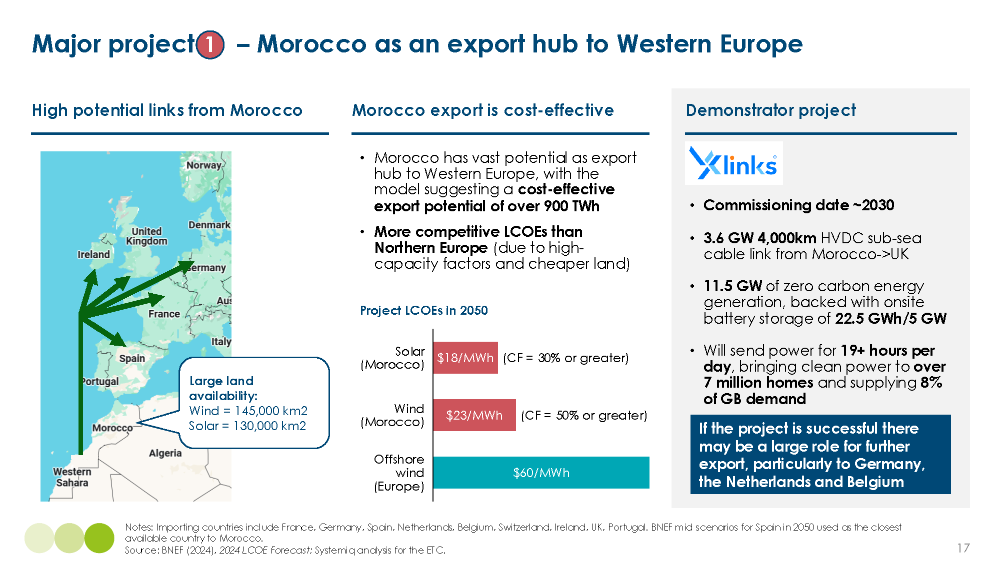 Major project 1 – Morocco as an export hub to Western Europe
High potential links from Morocco
Norway
Denmark
United
Kingdom
Ireland
Germany
Aus
France
Italy
Spain
Portugal
Large land
availability:
Wind = 145,000 km2
Solar = 130,000 km2
Morocco
Algeria
Western
Sahara
Morocco export is cost-effective
• Morocco has vast potential as export
hub to Western Europe, with the
model suggesting a cost-effective
export potential of over 900 TWh
• More competitive LCOEs than
Northern Europe (due to high-
capacity factors and cheaper land)
Project LCOEs in 2050
Solar
(Morocco)
$18/MWh (CF = 30% or greater)
Wind
(Morocco)
$23/MWh (CF = 50% or greater)
Offshore
wind
(Europe)
$60/MWh
Demonstrator project
Xlinks®
• Commissioning date ~2030
• 3.6 GW 4,000km HVDC sub-sea
cable link from Morocco->UK
• 11.5 GW of zero carbon energy
generation, backed with onsite
battery storage of 22.5 GWh/5 GW
• Will send power for 19+ hours per
day, bringing clean power to over
7 million homes and supplying 8%
of GB demand
If the project is successful there
may be a large role for further
export, particularly to Germany,
the Netherlands and Belgium
Notes: Importing countries include France, Germany, Spain, Netherlands, Belgium, Switzerland, Ireland, UK, Portugal. BNEF mid scenarios for Spain in 2050 used as the closest
available country to Morocco.
Source: BNEF (2024), 2024 LCOE Forecast; Systemiq analysis for the ETC.
17